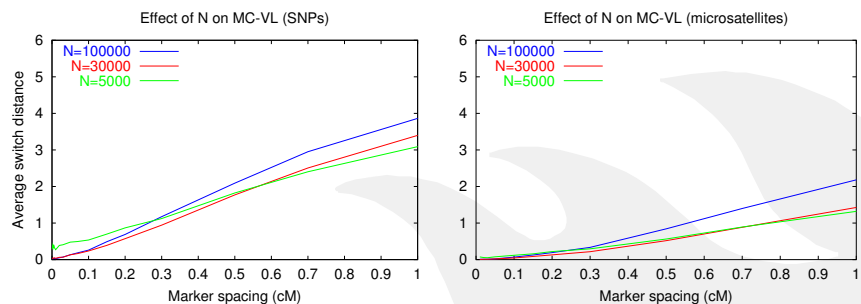 Effect of N on MC-VL (SNPs)
6
5
4
3
2
1
0
Average switch distance
N=100000
N=30000
N=5000
0 0.1 0.2 0.3 0.4 0.5 0.6 0.7 0.8 0.9 1
Marker spacing (cM)
Effect of N on MC-VL (microsatellites)
6
5
4
3
2
1
0
N=100000
N=30000
N=5000
0 0.1 0.2 0.3 0.4 0.5 0.6 0.7 0.8 0.9 1
Marker spacing (cM)